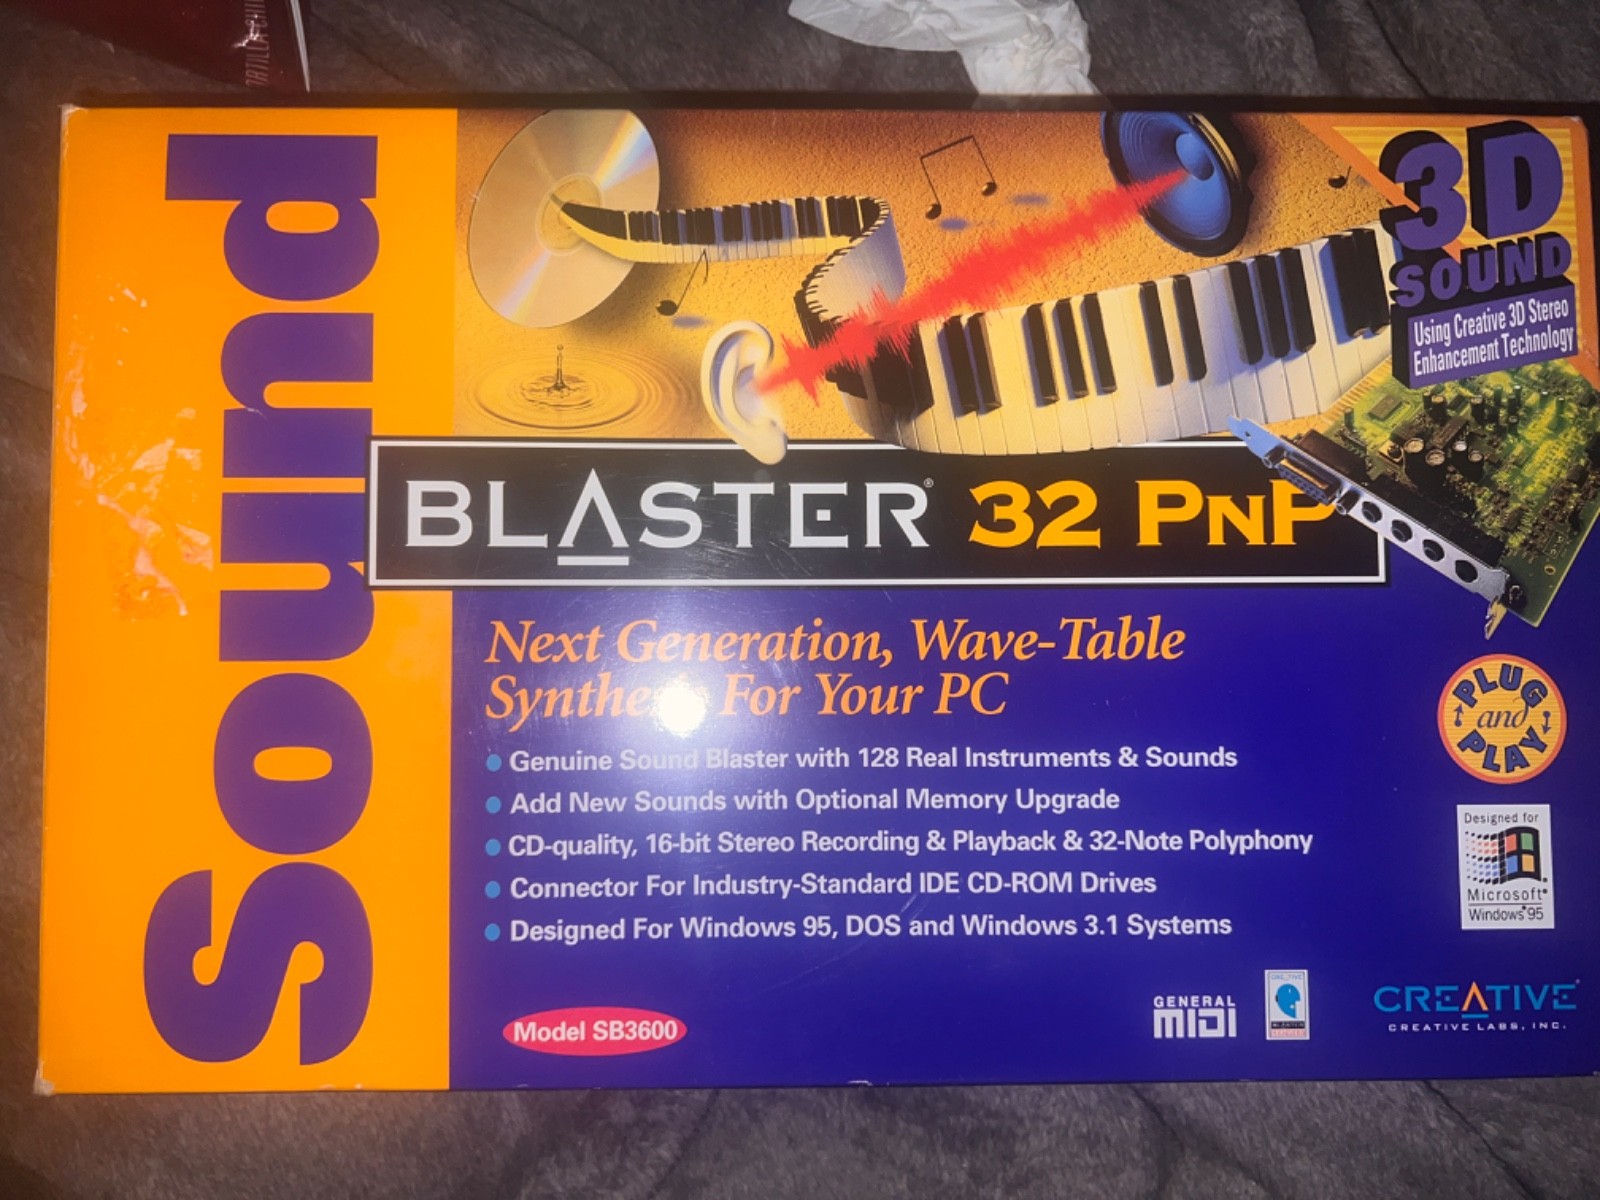 Sound
BLASTER® 32 PNP
3D
SOUND
Using Creative 3D Stereo
Enhancement Technology
Next Generation, Wave-Table
For Your PC
Genuine Sound Blaster with 128 Real Instruments & Sounds
Add New Sounds with Optional Memory Upgrade
CD-quality, 16-bit Stereo Recording & Playback & 32-Note Polyphony
Connector For Industry-Standard IDE CD-ROM Drives
Designed For Windows 95, DOS and Windows 3.1 Systems
PLUG
and
PLAY
Designed for
Microsoft®
Windows®95
Model SB3600
GENERAL
MIDI
BLASTER
CREATIVE®
CREATIVE LABS, INC.